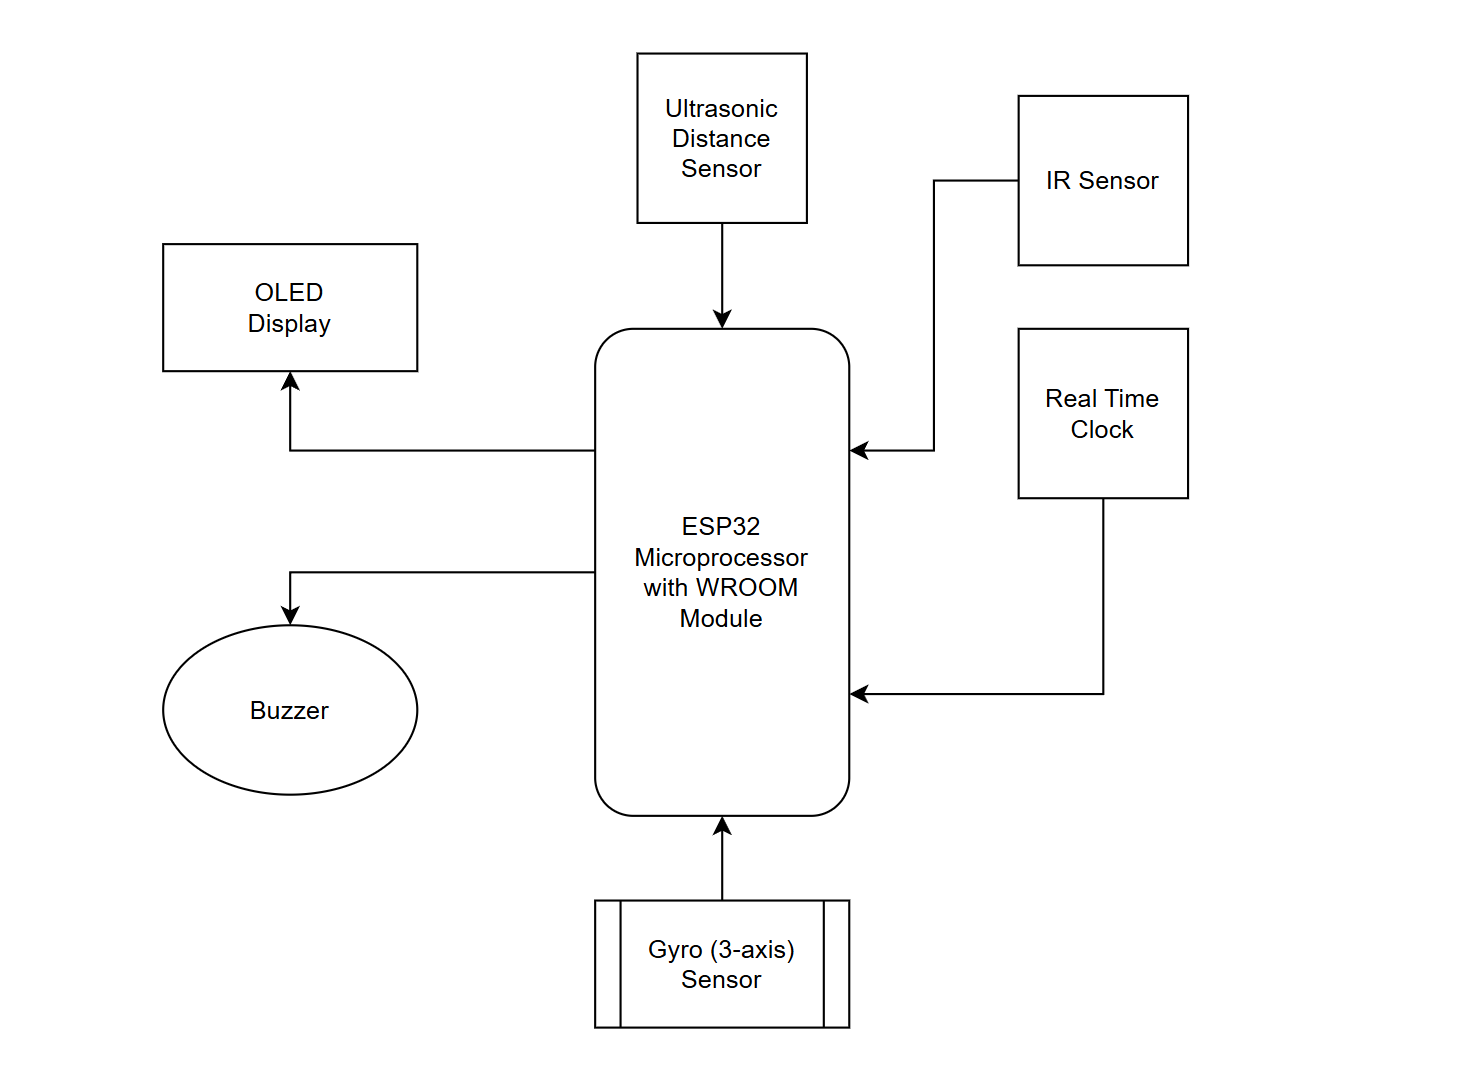 Ultrasonic
Distance
Sensor
IR Sensor
OLED
Display
Real Time
Clock
ESP32
Microprocessor
with WROOM
Module
Buzzer
Gyro (3-axis)
Sensor